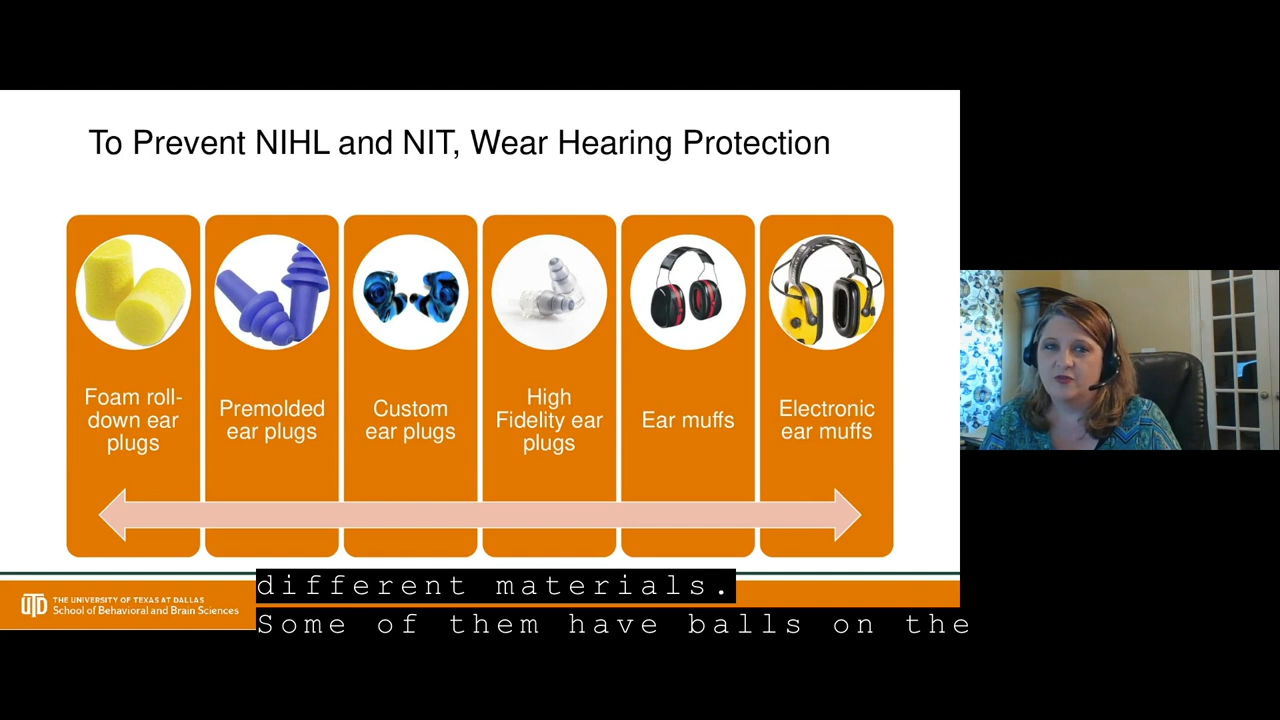 To Prevent NIHL and NIT, Wear Hearing Protection
Foam roll-
down ear
plugs
Premolded
ear plugs
Custom
ear plugs
High
Fidelity ear
plugs
Ear muffs
Electronic
ear muffs
UTD
THE UNIVERSITY OF TEXAS AT DALLAS
School of Behavioral and Brain Sciences
different materials.
Some of them have balls on the